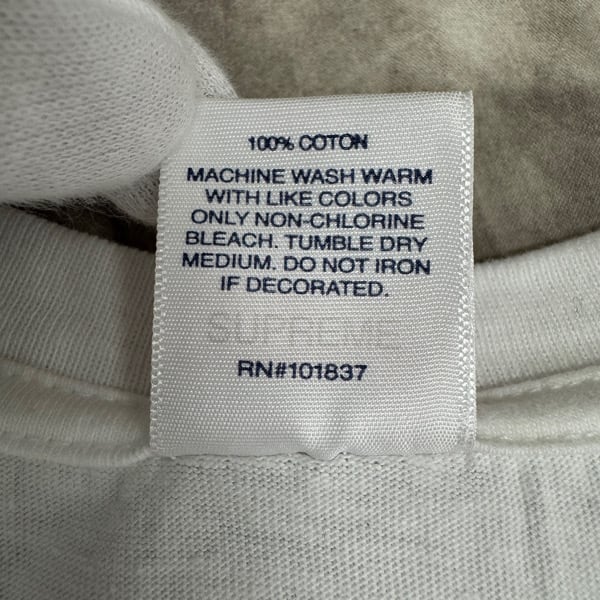 100% COTON
MACHINE WASH WARM
WITH LIKE COLORS
ONLY NON-CHLORINE
BLEACH. TUMBLE DRY
MEDIUM. DO NOT IRON
IF DECORATED.
SUPREME
RN#101837